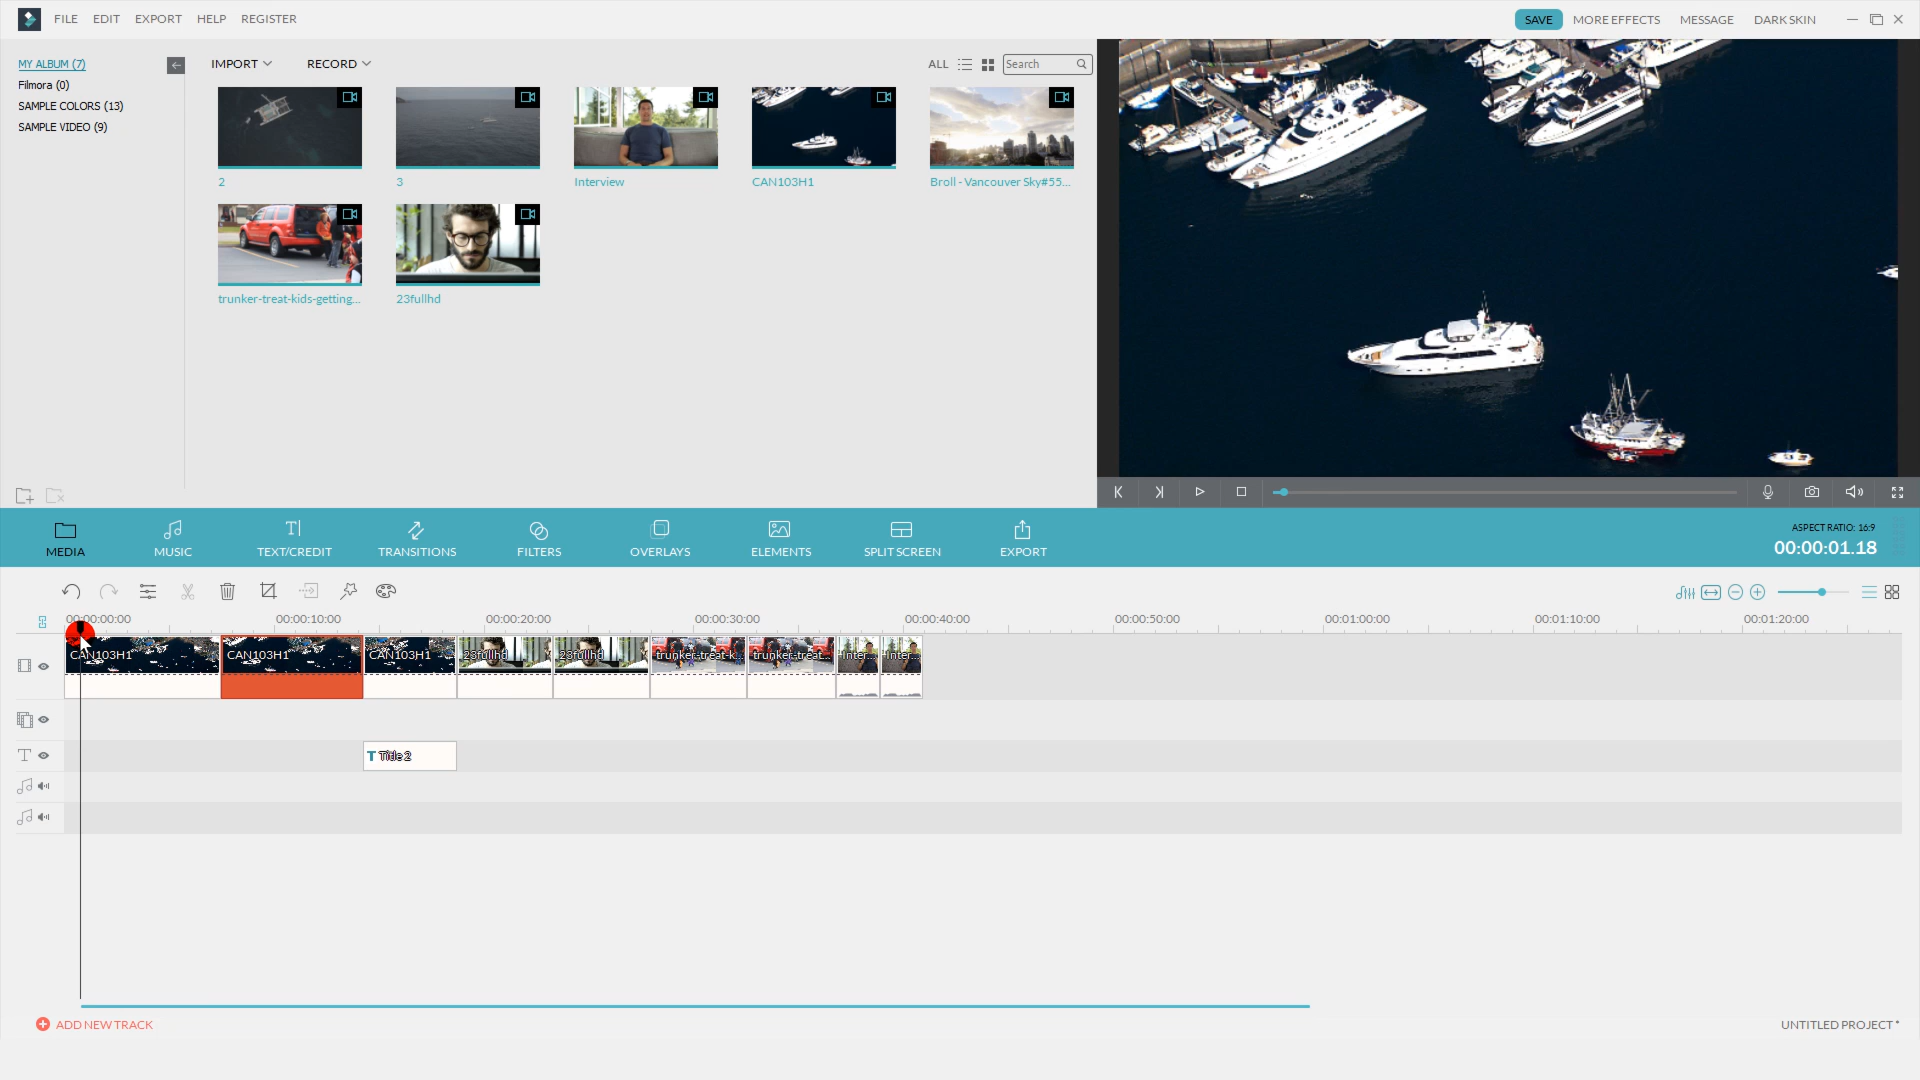 FILE EDIT EXPORT HELP REGISTER
SAVE MORE EFFECTS MESSAGE DARK SKIN
MY ALBUM (7)
Filmora (0)
SAMPLE COLORS (13)
SAMPLE VIDEO (9)
IMPORT RECORD
ALL Search
2 3 Interview CAN103H1 Broll - Vancouver Sky#55...
trunker-treat-kids-getting... 23fullhd
MEDIA MUSIC TEXT/CREDIT TRANSITIONS FILTERS OVERLAYS ELEMENTS SPLIT SCREEN EXPORT
ASPECT RATIO: 16:9
00:00:01.18
00:00:00:00 00:00:10:00 00:00:20:00 00:00:30:00 00:00:40:00 00:00:50:00 00:01:00:00 00:01:10:00 00:01:20:00
CAN103H1 CAN103H1 CAN103H1 23fullhd 23fullhd trunker-treat-k... trunker-treat... Inter... Inter...
T Title 2
ADD NEW TRACK
UNTITLED PROJECT *